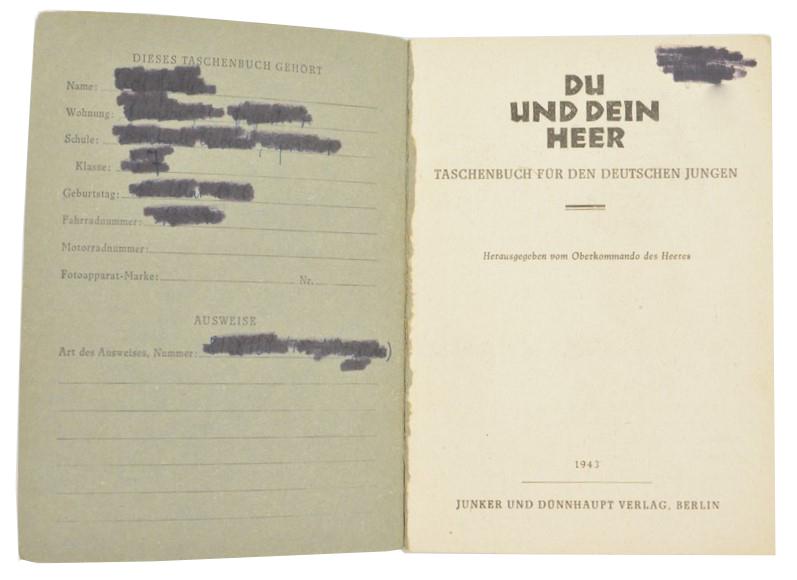 DIESES TASCHENBUCH GEHÖRT
Name:
Wohnung:
Schule:
Klasse:
Geburtstag:
Fahrradnummer:
Motorradnummer:
Fotoapparat-Marke: Nr.
AUSWEISE
Art des Ausweises, Nummer: )
DU
UND DEIN
HEER
TASCHENBUCH FÜR DEN DEUTSCHEN JUNGEN
Herausgegeben vom Oberkommando des Heeres
1943
JUNKER UND DÜNNHAUPT VERLAG, BERLIN